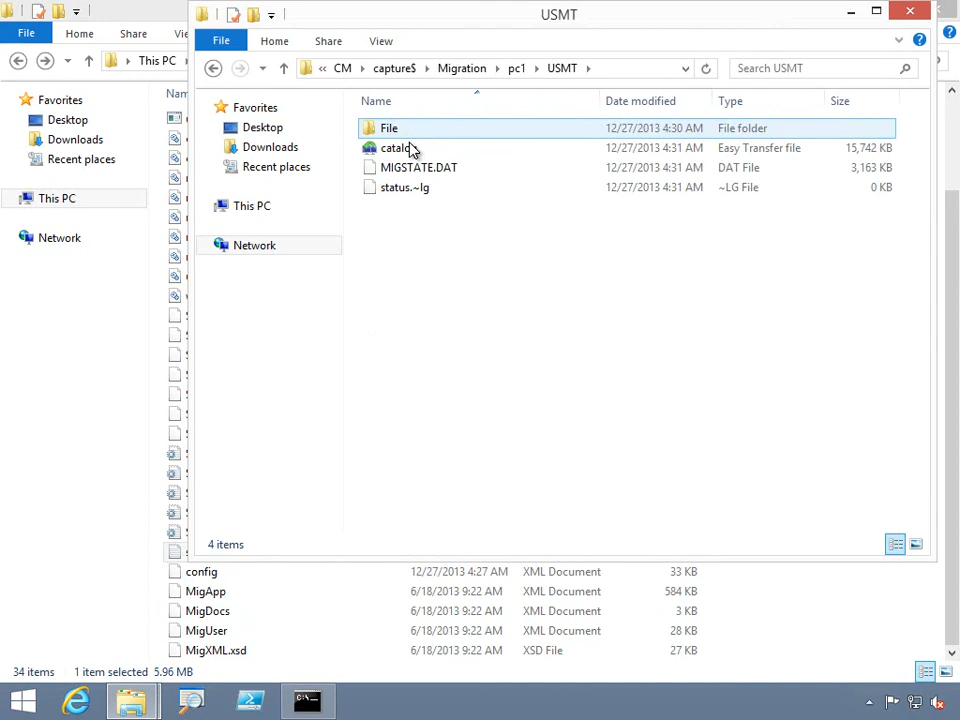 USMT
File
Home
Share
View
CM
capture$
Migration
pc1
USMT
Search USMT
Favorites
Desktop
Downloads
Recent places
This PC
Network
Name
Date modified
Type
Size
File
12/27/2013 4:30 AM
File folder
12/27/2013 4:31 AM
Easy Transfer file
15,742 KB
MIGSTATE.DAT
12/27/2013 4:31 AM
DAT File
3,163 KB
status.~lg
12/27/2013 4:31 AM
~LG File
0 KB
4 items
File
Home
Share
This PC
Favorites
Desktop
Downloads
Recent places
This PC
Network
config
12/27/2013 4:27 AM
XML Document
33 KB
MigApp
6/18/2013 9:22 AM
XML Document
584 KB
MigDocs
6/18/2013 9:22 AM
XML Document
3 KB
MigUser
6/18/2013 9:22 AM
XML Document
28 KB
MigXML.xsd
6/18/2013 9:22 AM
XSD File
27 KB
34 items
1 item selected 5.96 MB